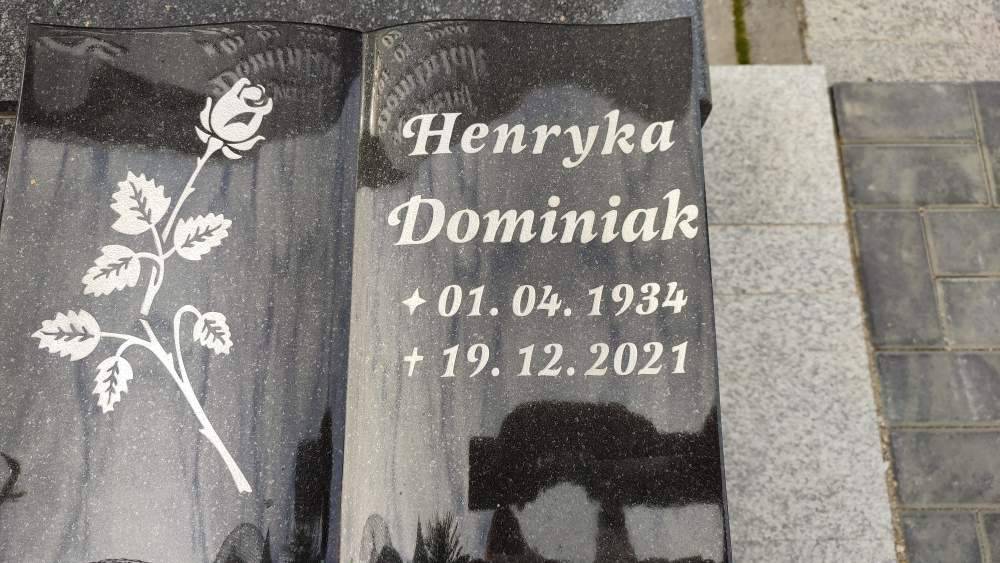 Henryka
Dominiak
✦ 01. 04. 1934
† 19. 12. 2021